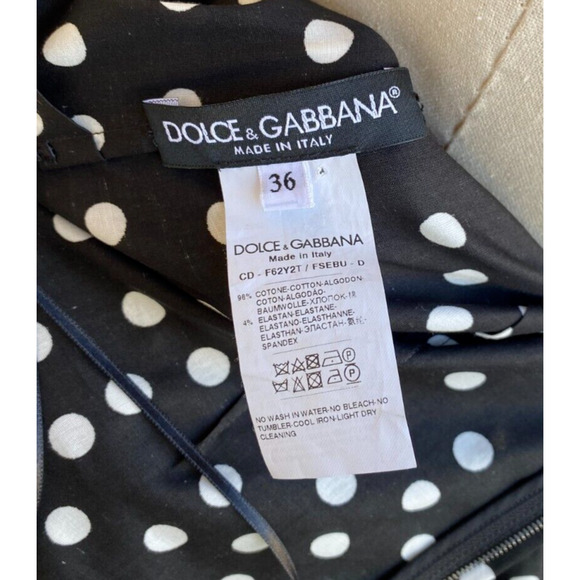 DOLCE & GABBANA®
MADE IN ITALY
36
DOLCE & GABBANA
Made in Italy
CD - F62Y2T / FSEBU - D
96% COTONE-COTTON-ALGODON-
COTON-ALGODÃO-
BAUMWOLLE-ХЛОПОК-
4% ELASTAN-ELASTANE-
ELASTANO-ELASTHANNE-
ELASTHAN-ЭЛАСТАН-
SPANDEX
P
P
NO WASH IN WATER-NO BLEACH-NO
TUMBLER-COOL IRON-LIGHT DRY
CLEANING